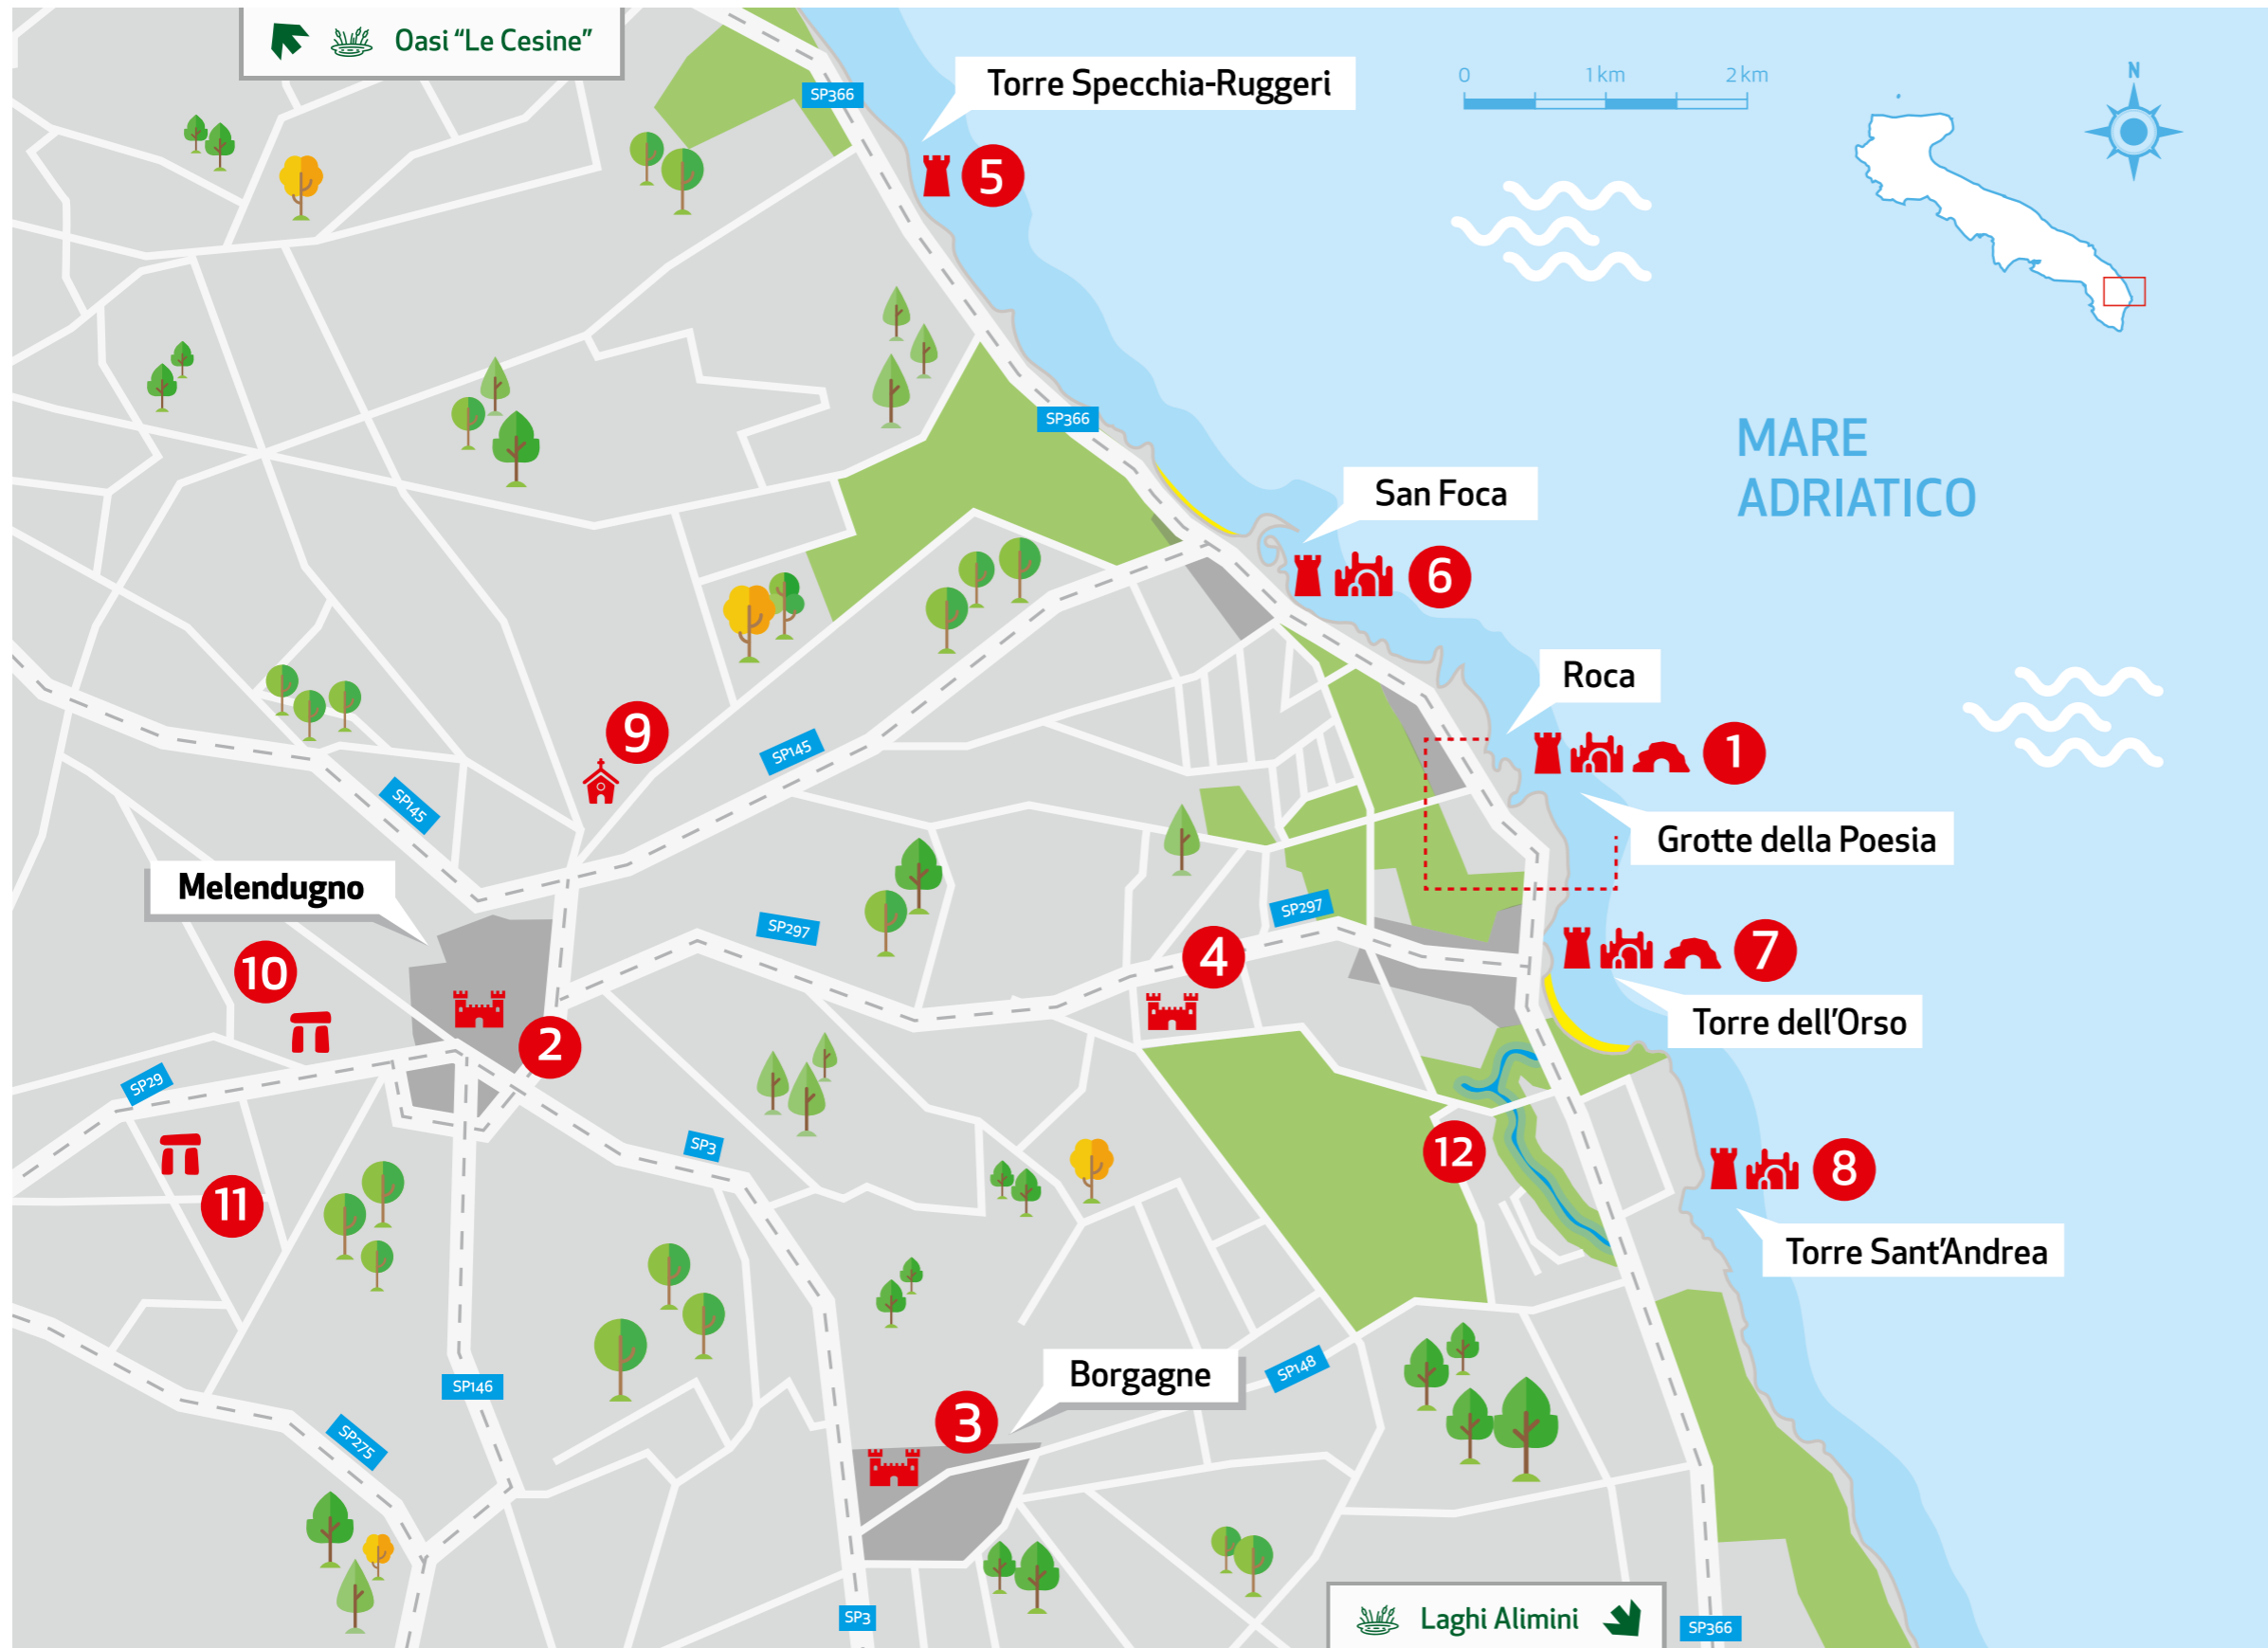 Oasi “Le Cesine”
SP366
Torre Specchia-Ruggeri
0 1 km 2 km
N
5
SP366
MARE
ADRIATICO
San Foca
6
Roca
9
SP145
1
SP145
Grotte della Poesia
Melendugno
SP297
SP297
10
4
7
Torre dell’Orso
2
SP29
SP3
12
11
8
Torre Sant’Andrea
Borgagne
SP148
SP146
3
SP275
SP3
Laghi Alimini
SP366